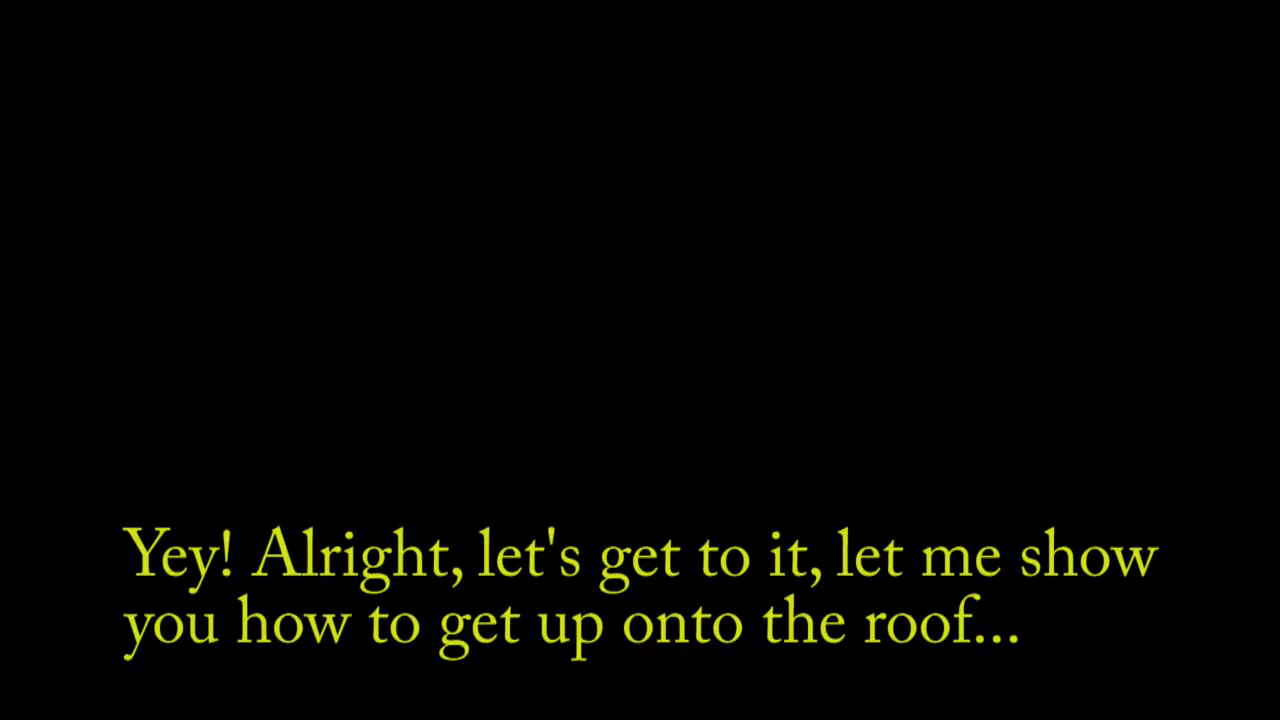 Yey! Alright, let's get to it, let me show
you how to get up onto the roof...